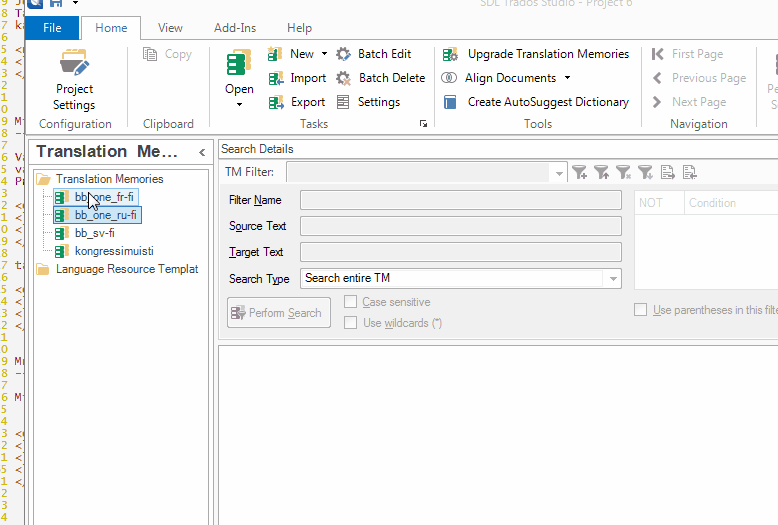 SDL Trados Studio - Project 6
File Home View Add-Ins Help
Project Settings
Configuration
Copy
Clipboard
Open
New
Import
Export
Batch Edit
Batch Delete
Settings
Tasks
Upgrade Translation Memories
Align Documents
Create AutoSuggest Dictionary
Tools
First Page
Previous Page
Next Page
Navigation
Translation Me... <
Translation Memories
bb_one_fr-fi
bb_one_ru-fi
bb_sv-fi
kongressimuisti
Language Resource Templat
Search Details
TM Filter:
Filter Name
Source Text
Target Text
Search Type Search entire TM
Perform Search
Case sensitive
Use wildcards (*)
NOT Condition
Use parentheses in this filte